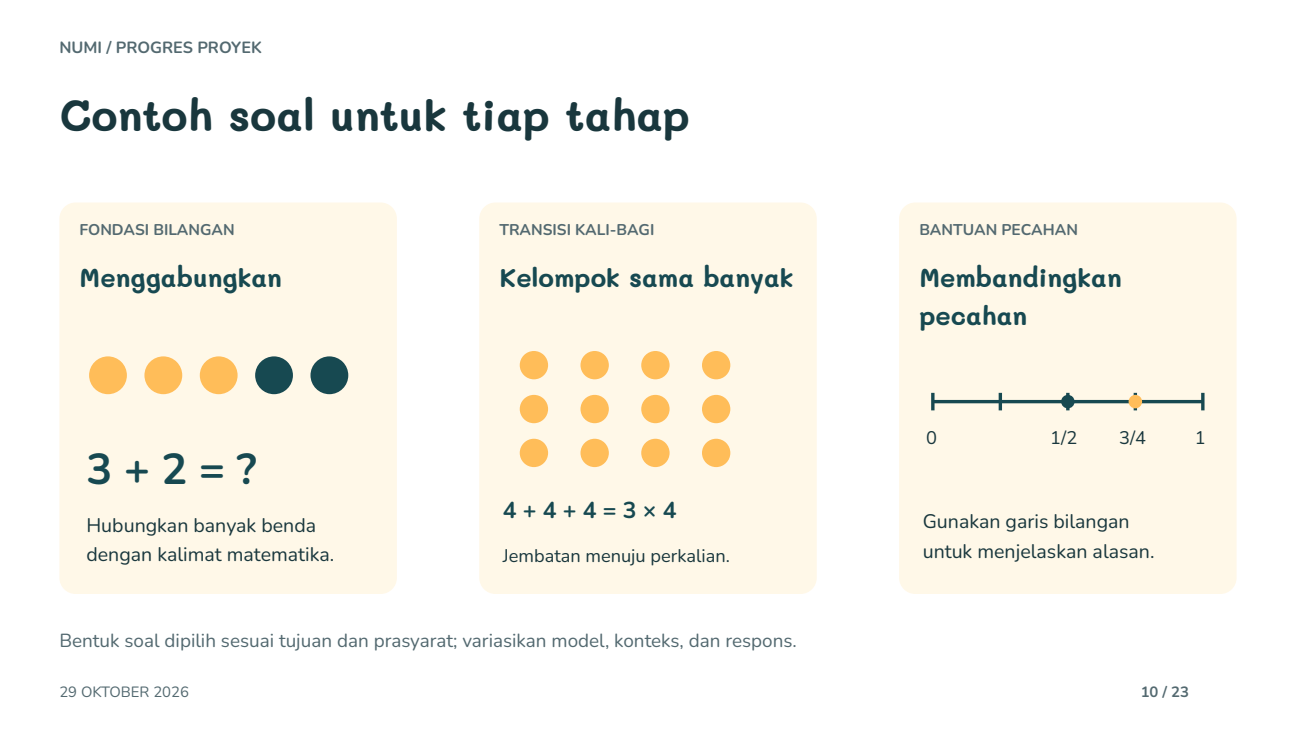 NUMI / PROGRES PROYEK
Contoh soal untuk tiap tahap
FONDASI BILANGAN
Menggabungkan
3 + 2 = ?
Hubungkan banyak benda
dengan kalimat matematika.
TRANSISI KALI-BAGI
Kelompok sama banyak
4 + 4 + 4 = 3 × 4
Jembatan menuju perkalian.
BANTUAN PECAHAN
Membandingkan
pecahan
0 1/2 3/4 1
Gunakan garis bilangan
untuk menjelaskan alasan.
Bentuk soal dipilih sesuai tujuan dan prasyarat; variasikan model, konteks, dan respons.
29 OKTOBER 2026
10 / 23